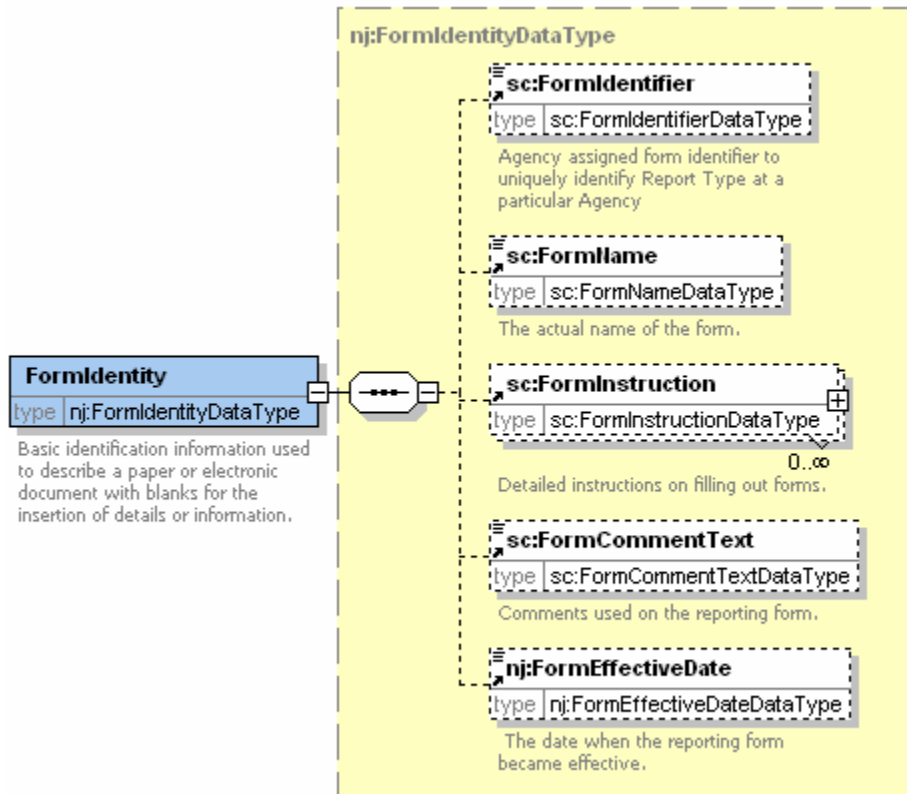 nj:FormIdentityDataType
sc:FormIdentifier
type sc:FormIdentifierDataType
Agency assigned form identifier to
uniquely identify Report Type at a
particular Agency
sc:FormName
type sc:FormNameDataType
The actual name of the form.
sc:FormInstruction
type sc:FormInstructionDataType
0..∞
Detailed instructions on filling out forms.
FormIdentity
type nj:FormIdentityDataType
Basic identification information used
to describe a paper or electronic
document with blanks for the
insertion of details or information.
sc:FormCommentText
type sc:FormCommentTextDataType
Comments used on the reporting form.
nj:FormEffectiveDate
type nj:FormEffectiveDateDataType
The date when the reporting form
became effective.